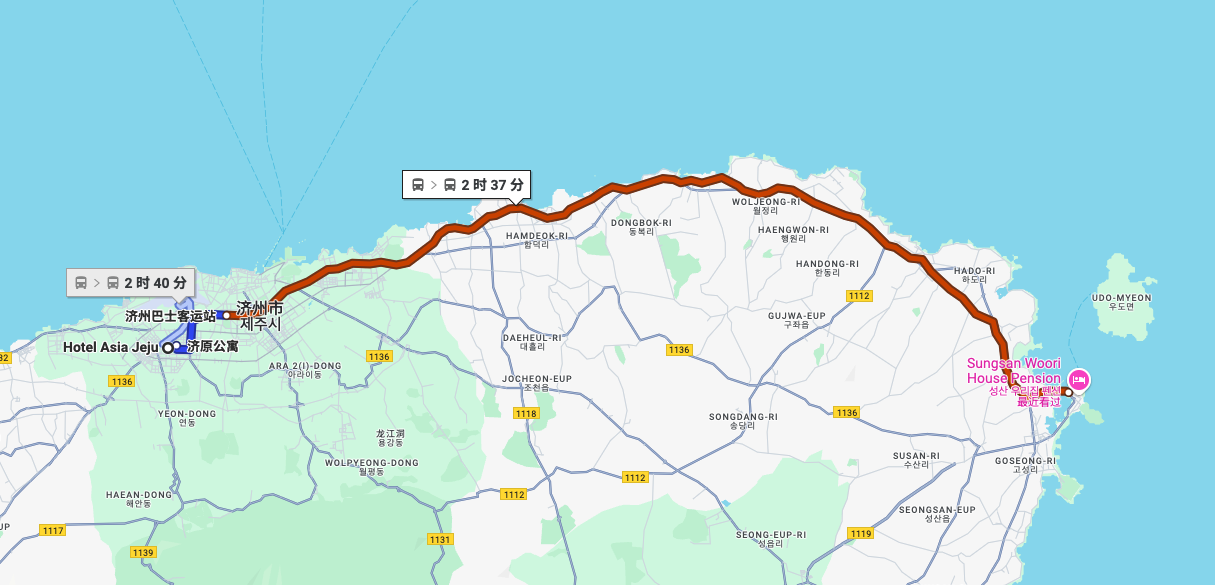 2 时 37 分
WOLJEONG-RI
월정리
DONGBOK-RI
동복리
HAENGWON-RI
행원리
HAMDEOK-RI
함덕리
HANDONG-RI
한동리
HADO-RI
하도리
2 时 40 分
1112
UDO-MYEON
우도면
济州巴士客运站
济州市
제주시
GUJWA-EUP
구좌읍
Hotel Asia Jeju
济原公寓
DAEHEUL-RI
대흘리
1136
32
1136
ARA 2(I)-DONG
아라이동
Sungsan Woori
House Pension
성산 우리집 펜션
最近看过
1136
JOCHEON-EUP
조천읍
YEON-DONG
연동
1118
1136
SONGDANG-RI
송당리
龙江洞
용강동
WOLPYEONG-DONG
월평동
SUSAN-RI
수산리
GOSEONG-RI
고성리
1112
HAEAN-DONG
해안동
1112
SEONGSAN-EUP
성산읍
UP
1117
1131
SEONG-EUP-RI
성읍리
1119
1139